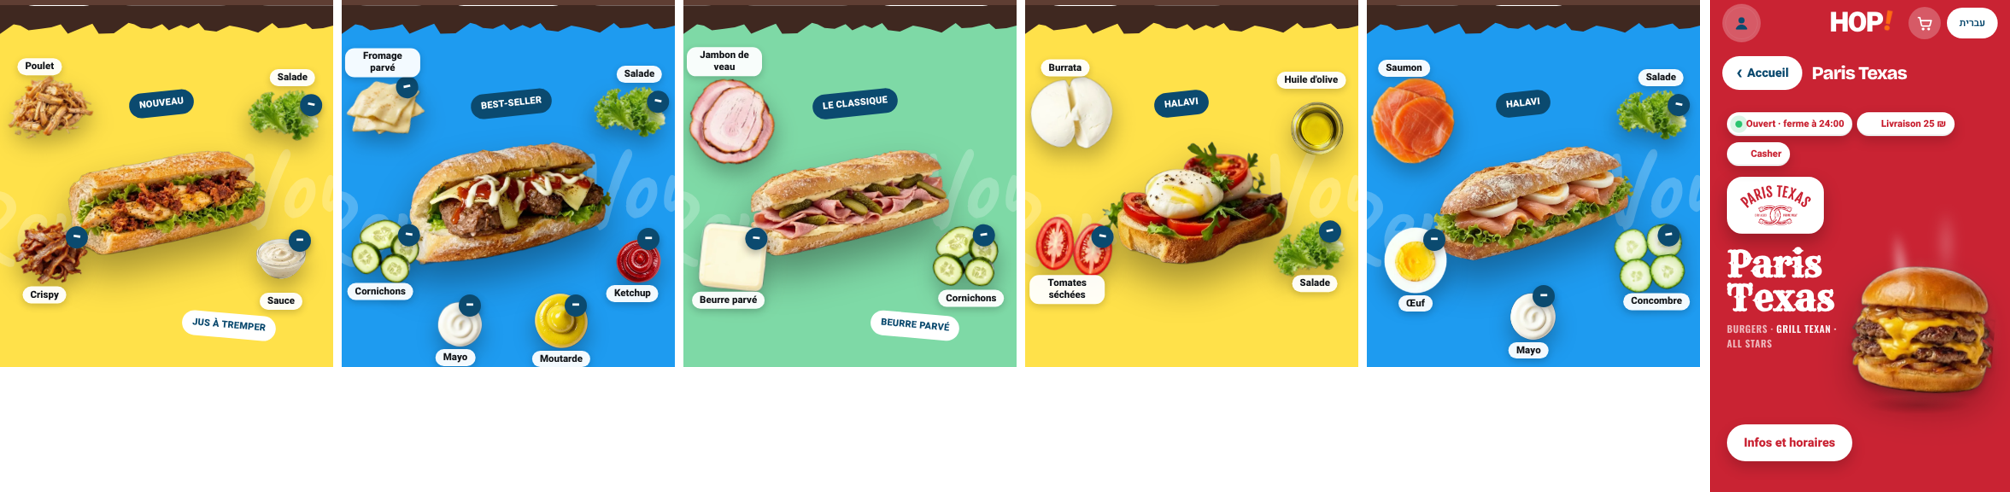 Poulet
Salade
NOUVEAU
Crispy
Sauce
JUS À TREMPER
Fromage
parvé
Salade
BEST-SELLER
Cornichons
Ketchup
Mayo
Moutarde
Jambon de
veau
LE CLASSIQUE
Beurre parvé
Cornichons
BEURRE PARVÉ
Burrata
Huile d'olive
HALAVI
Tomates
séchées
Salade
Saumon
Salade
HALAVI
Œuf
Concombre
Mayo
HOP!
עברית
‹ Accueil
Paris Texas
Ouvert · ferme à 24:00
Livraison 25 ₪
Casher
PARIS TEXAS
Paris
Texas
BURGERS · GRILL TEXAN ·
ALL STARS
Infos et horaires